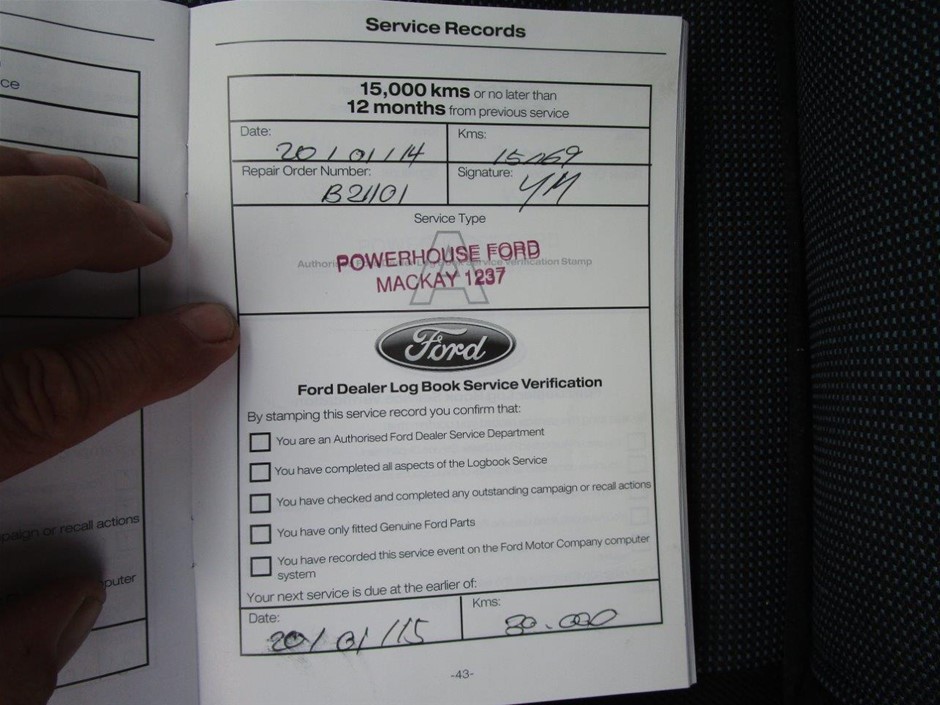 ce
paign or recall actions
puter
Service Records
15,000 kms or no later than
12 months from previous service
Date: Kms:
20/01/14 15069
Repair Order Number: Signature:
B21101 YM
Service Type
A
POWERHOUSE FORD
MACKAY 1237
Ford
Ford Dealer Log Book Service Verification
By stamping this service record you confirm that:
You are an Authorised Ford Dealer Service Department
You have completed all aspects of the Logbook Service
You have checked and completed any outstanding campaign or recall actions
You have only fitted Genuine Ford Parts
You have recorded this service event on the Ford Motor Company computer
system
Your next service is due at the earlier of:
Date: Kms:
20/01/15 30.000
-43-